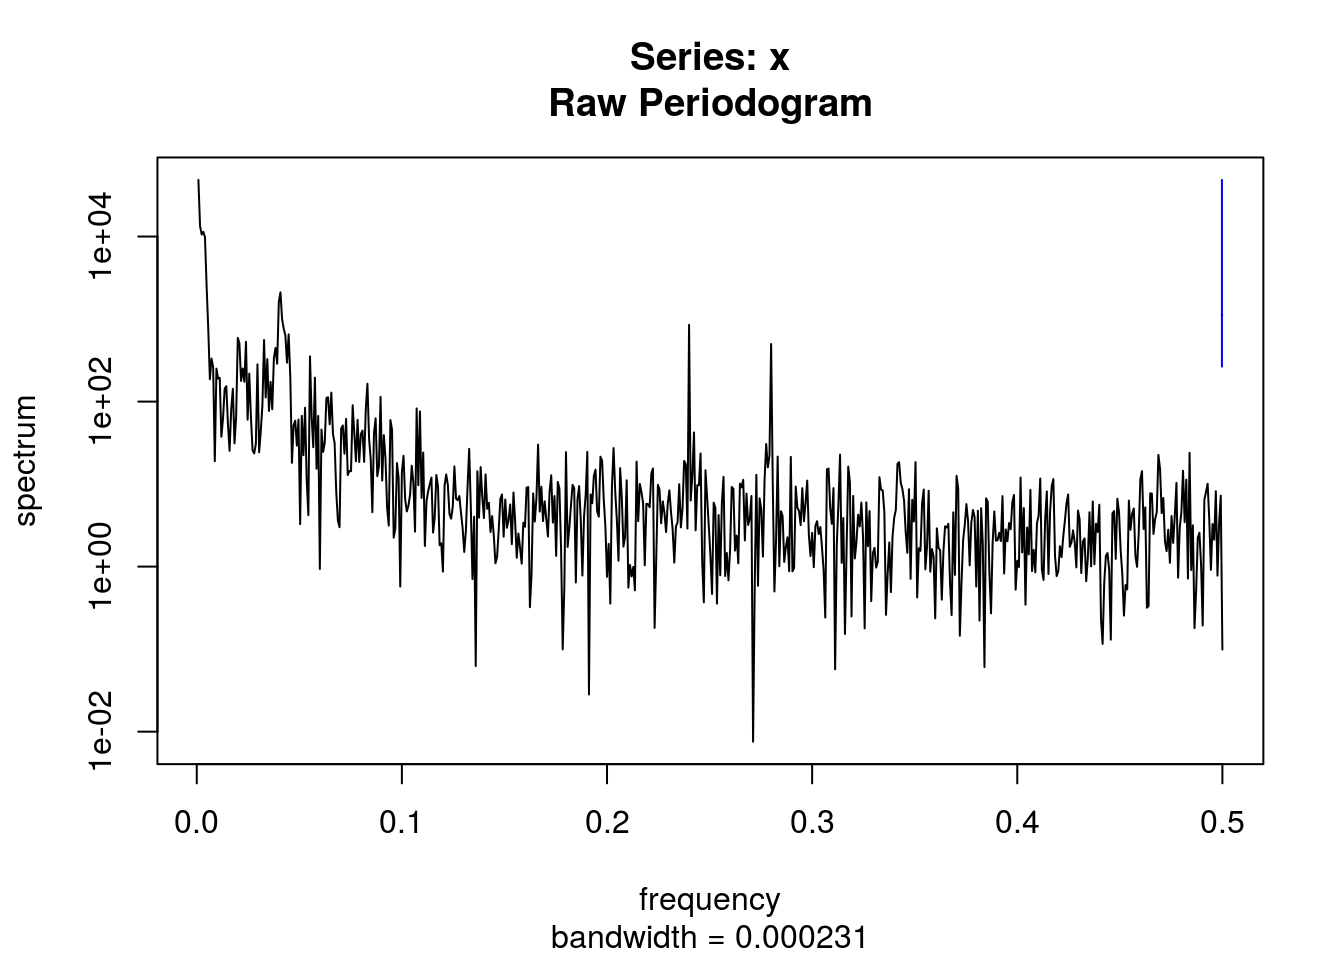 Series: x
Raw Periodogram
spectrum
1e+04
1e+02
1e+00
1e-02
0.0 0.1 0.2 0.3 0.4 0.5
frequency
bandwidth = 0.000231